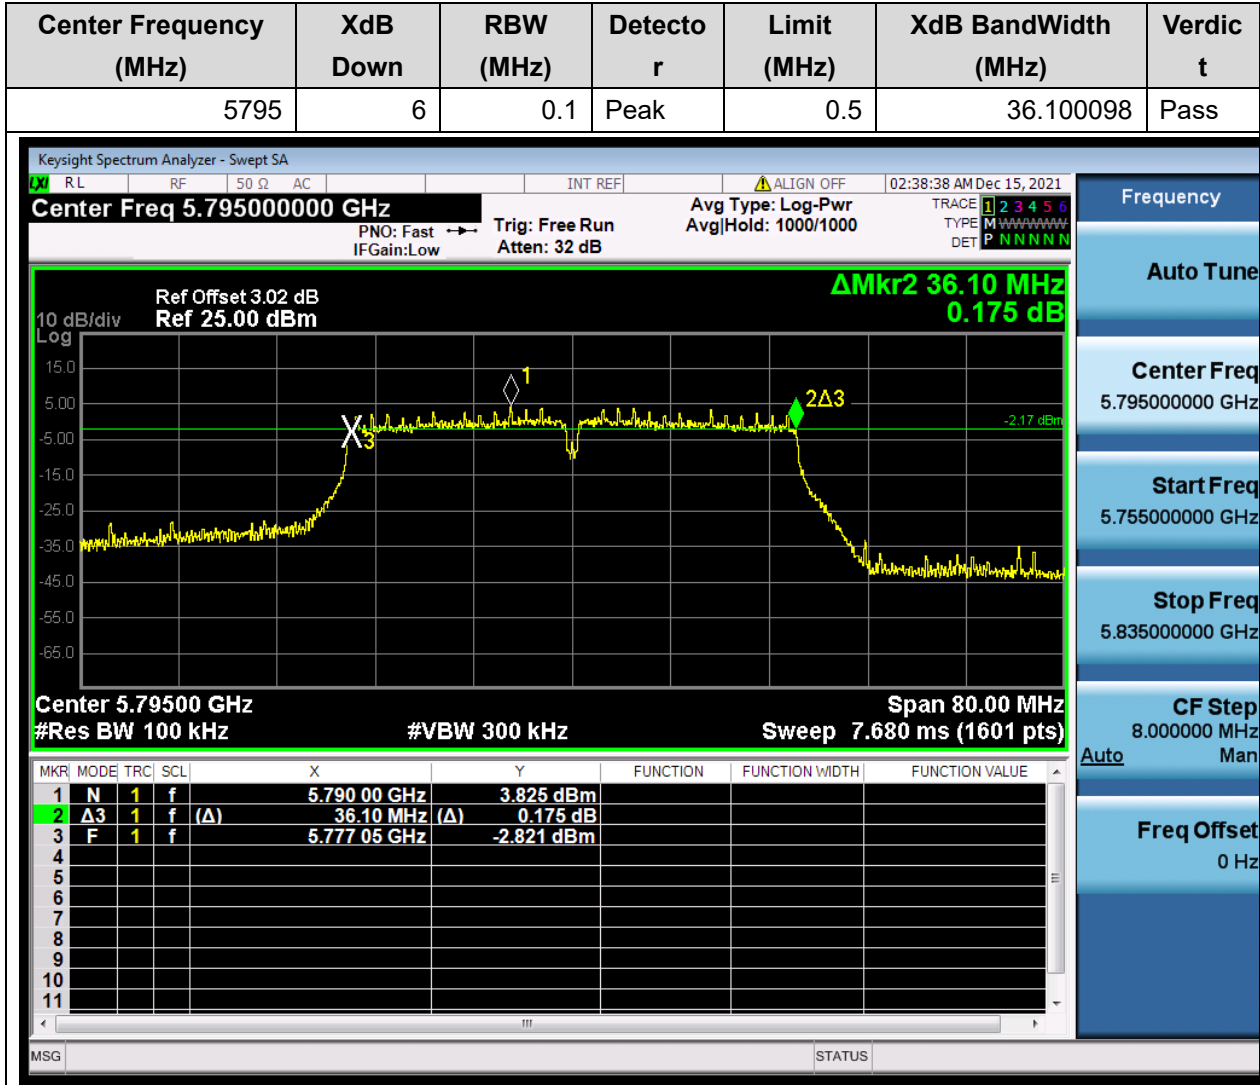 Center Frequency (MHz) XdB Down RBW (MHz) Detecto r Limit (MHz) XdB BandWidth (MHz) Verdic t
5795 6 0.1 Peak 0.5 36.100098 Pass
Keysight Spectrum Analyzer - Swept SA
LXI RL RF 50 Ω AC INT REF ALIGN OFF 02:38:38 AM Dec 15, 2021
Center Freq 5.795000000 GHz
PNO: Fast
IFGain:Low
Trig: Free Run
Atten: 32 dB
Avg Type: Log-Pwr
Avg|Hold: 1000/1000
TRACE 1 2 3 4 5 6
TYPE M WWWWW
DET P N N N N N
ΔMkr2 36.10 MHz
0.175 dB
Ref Offset 3.02 dB
10 dB/div Ref 25.00 dBm
Log
15.0
5.00
-5.00
-15.0
-25.0
-35.0
-45.0
-55.0
-65.0
1
2Δ3
3
-2.17 dBm
Center 5.79500 GHz Span 80.00 MHz
#Res BW 100 kHz #VBW 300 kHz Sweep 7.680 ms (1601 pts)
MKR MODE TRC SCL X Y FUNCTION FUNCTION WIDTH FUNCTION VALUE
1 N 1 f 5.790 00 GHz 3.825 dBm
2 Δ3 1 f (Δ) 36.10 MHz (Δ) 0.175 dB
3 F 1 f 5.777 05 GHz -2.821 dBm
4
5
6
7
8
9
10
11
MSG STATUS
Frequency
Auto Tune
Center Freq
5.795000000 GHz
Start Freq
5.755000000 GHz
Stop Freq
5.835000000 GHz
CF Step
8.000000 MHz
Auto Man
Freq Offset
0 Hz